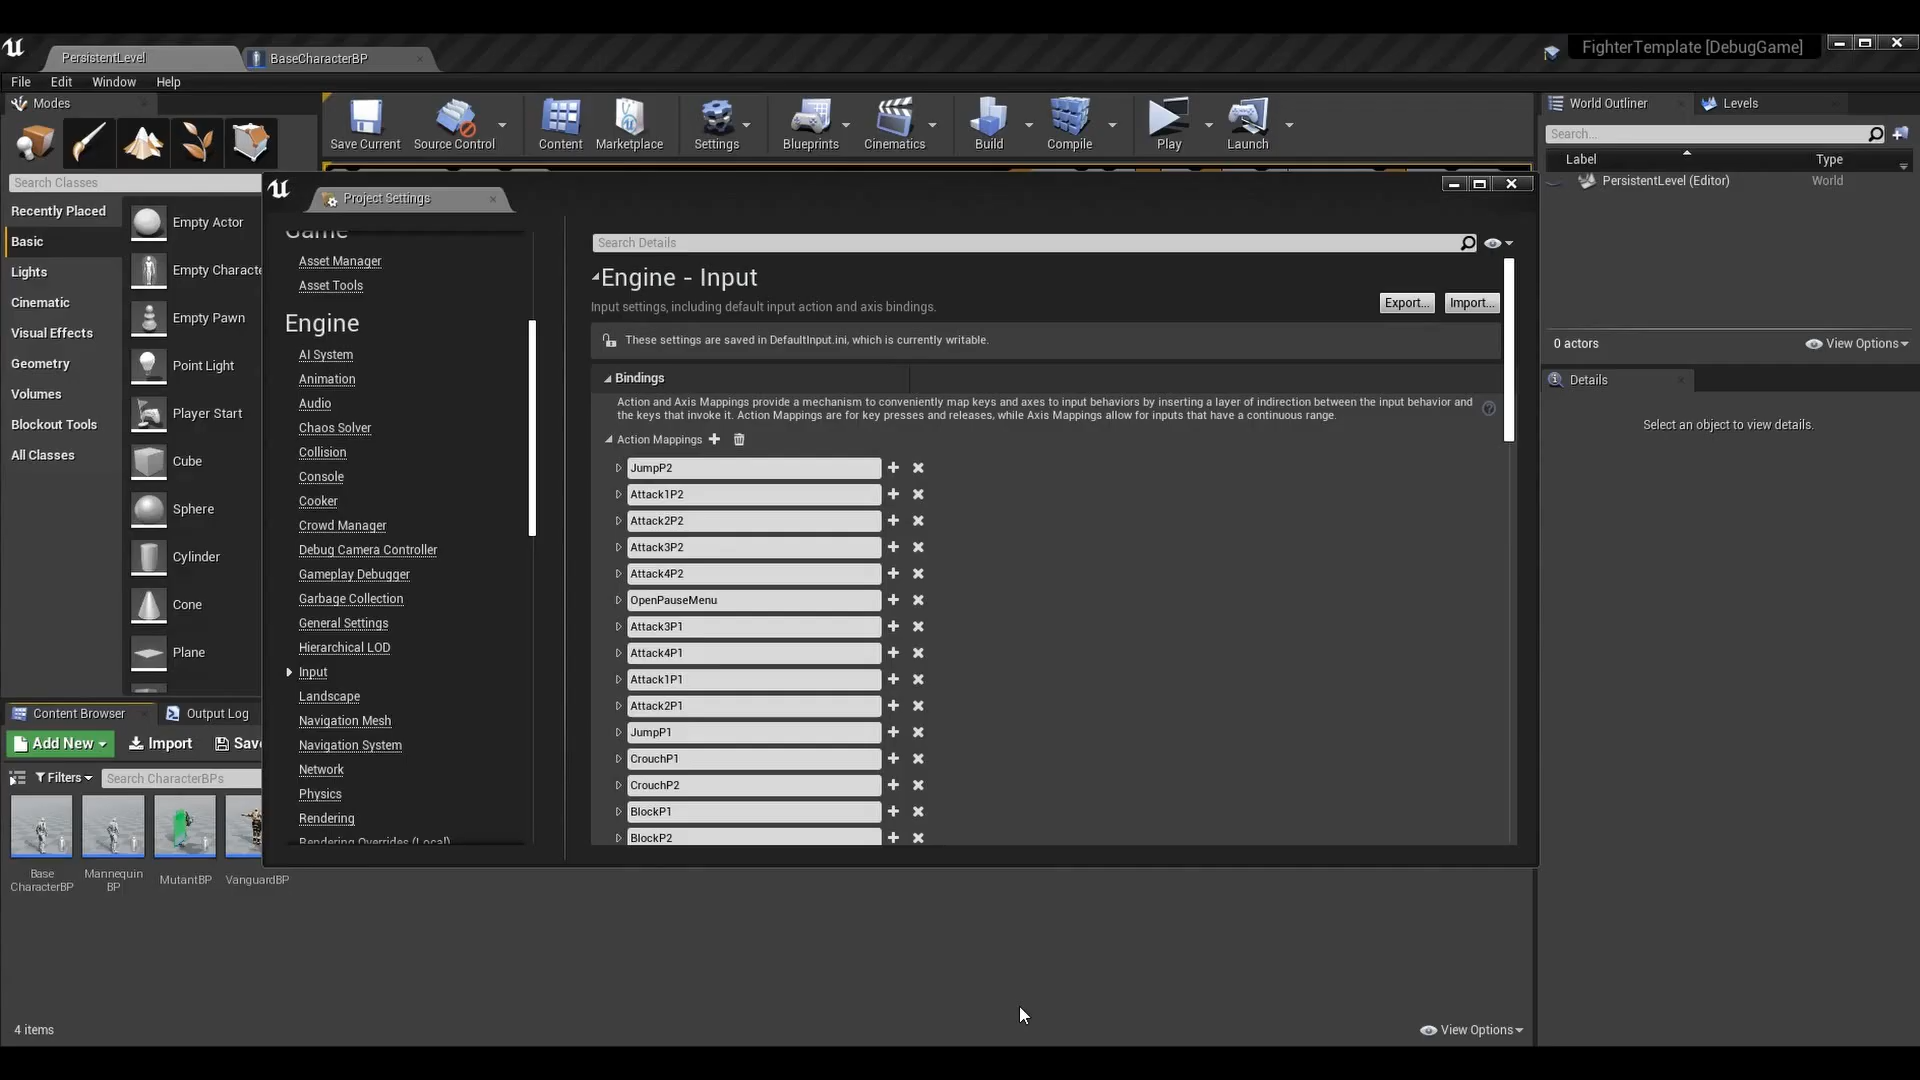 PersistentLevel
BaseCharacterBP
FighterTemplate [DebugGame]
File Edit Window Help
Modes
Save Current
Source Control
Content
Marketplace
Settings
Blueprints
Cinematics
Build
Compile
Play
Launch
World Outliner
Levels
Search...
Label
Type
PersistentLevel (Editor)
World
0 actors
View Options
Details
Select an object to view details.
Search Classes
Recently Placed
Basic
Lights
Cinematic
Visual Effects
Geometry
Volumes
Blockout Tools
All Classes
Empty Actor
Empty Characte
Empty Pawn
Point Light
Player Start
Cube
Sphere
Cylinder
Cone
Plane
Project Settings
Game
Asset Manager
Asset Tools
Engine
AI System
Animation
Audio
Chaos Solver
Collision
Console
Cooker
Crowd Manager
Debug Camera Controller
Gameplay Debugger
Garbage Collection
General Settings
Hierarchical LOD
Input
Landscape
Navigation Mesh
Navigation System
Network
Physics
Rendering
Rendering Overrides (Local)
Search Details
Engine - Input
Input settings, including default input action and axis bindings.
Export...
Import...
These settings are saved in DefaultInput.ini, which is currently writable.
Bindings
Action and Axis Mappings provide a mechanism to conveniently map keys and axes to input behaviors by inserting a layer of indirection between the input behavior and
the keys that invoke it. Action Mappings are for key presses and releases, while Axis Mappings allow for inputs that have a continuous range.
Action Mappings
JumpP2
Attack1P2
Attack2P2
Attack3P2
Attack4P2
OpenPauseMenu
Attack3P1
Attack4P1
Attack1P1
Attack2P1
JumpP1
CrouchP1
CrouchP2
BlockP1
BlockP2
Content Browser
Output Log
Add New
Import
Save
Filters
Search CharacterBPs
Base
CharacterBP
Mannequin
BP
MutantBP
VanguardBP
4 items
View Options